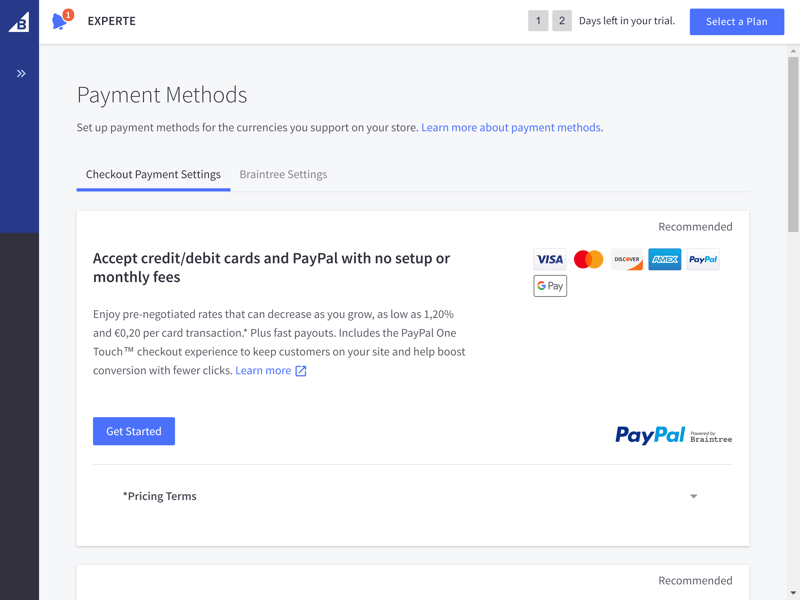 B
1
EXPERTE
1 2 Days left in your trial.
Select a Plan
Payment Methods
Set up payment methods for the currencies you support on your store. Learn more about payment methods.
Checkout Payment Settings
Braintree Settings
Recommended
Accept credit/debit cards and PayPal with no setup or
monthly fees
VISA
DISCOVER
AMEX
PayPal
G Pay
Enjoy pre-negotiated rates that can decrease as you grow, as low as 1,20%
and €0,20 per card transaction.* Plus fast payouts. Includes the PayPal One
Touch™ checkout experience to keep customers on your site and help boost
conversion with fewer clicks. Learn more
Get Started
PayPal
Powered by
Braintree
*Pricing Terms
Recommended